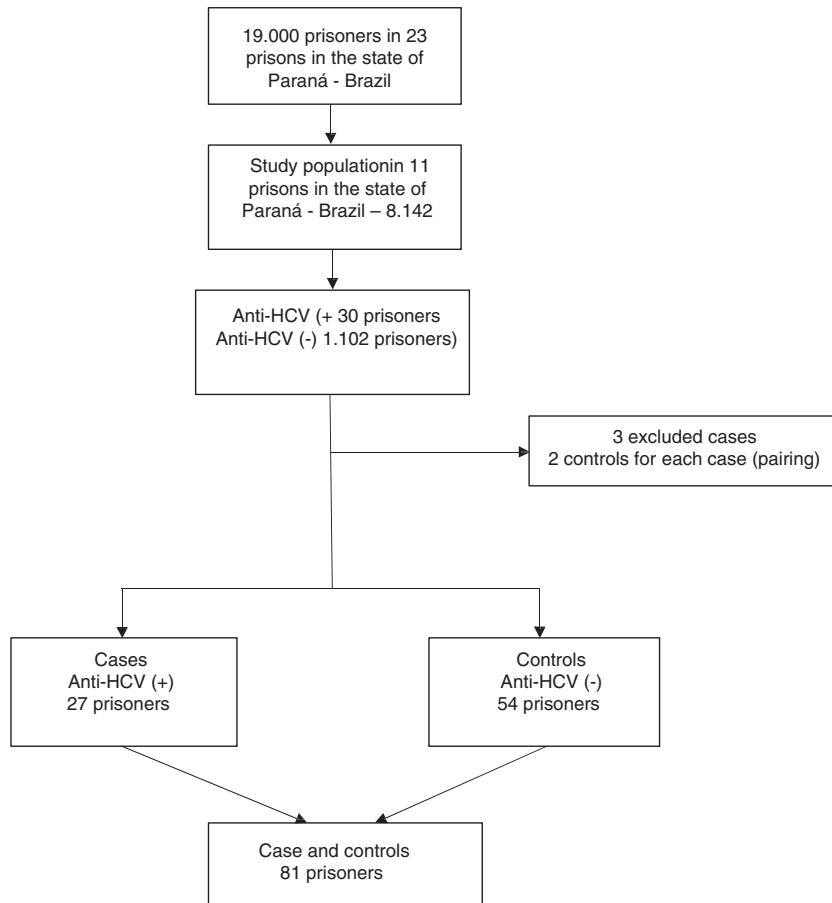 19.000 prisoners in 23
prisons in the state of
Paraná - Brazil
Study populationin 11
prisons in the state of
Paraná - Brazil – 8.142
Anti-HCV (+ 30 prisoners
Anti-HCV (-) 1.102 prisoners)
3 excluded cases
2 controls for each case (pairing)
Cases
Anti-HCV (+)
27 prisoners
Controls
Anti-HCV (-)
54 prisoners
Case and controls
81 prisoners